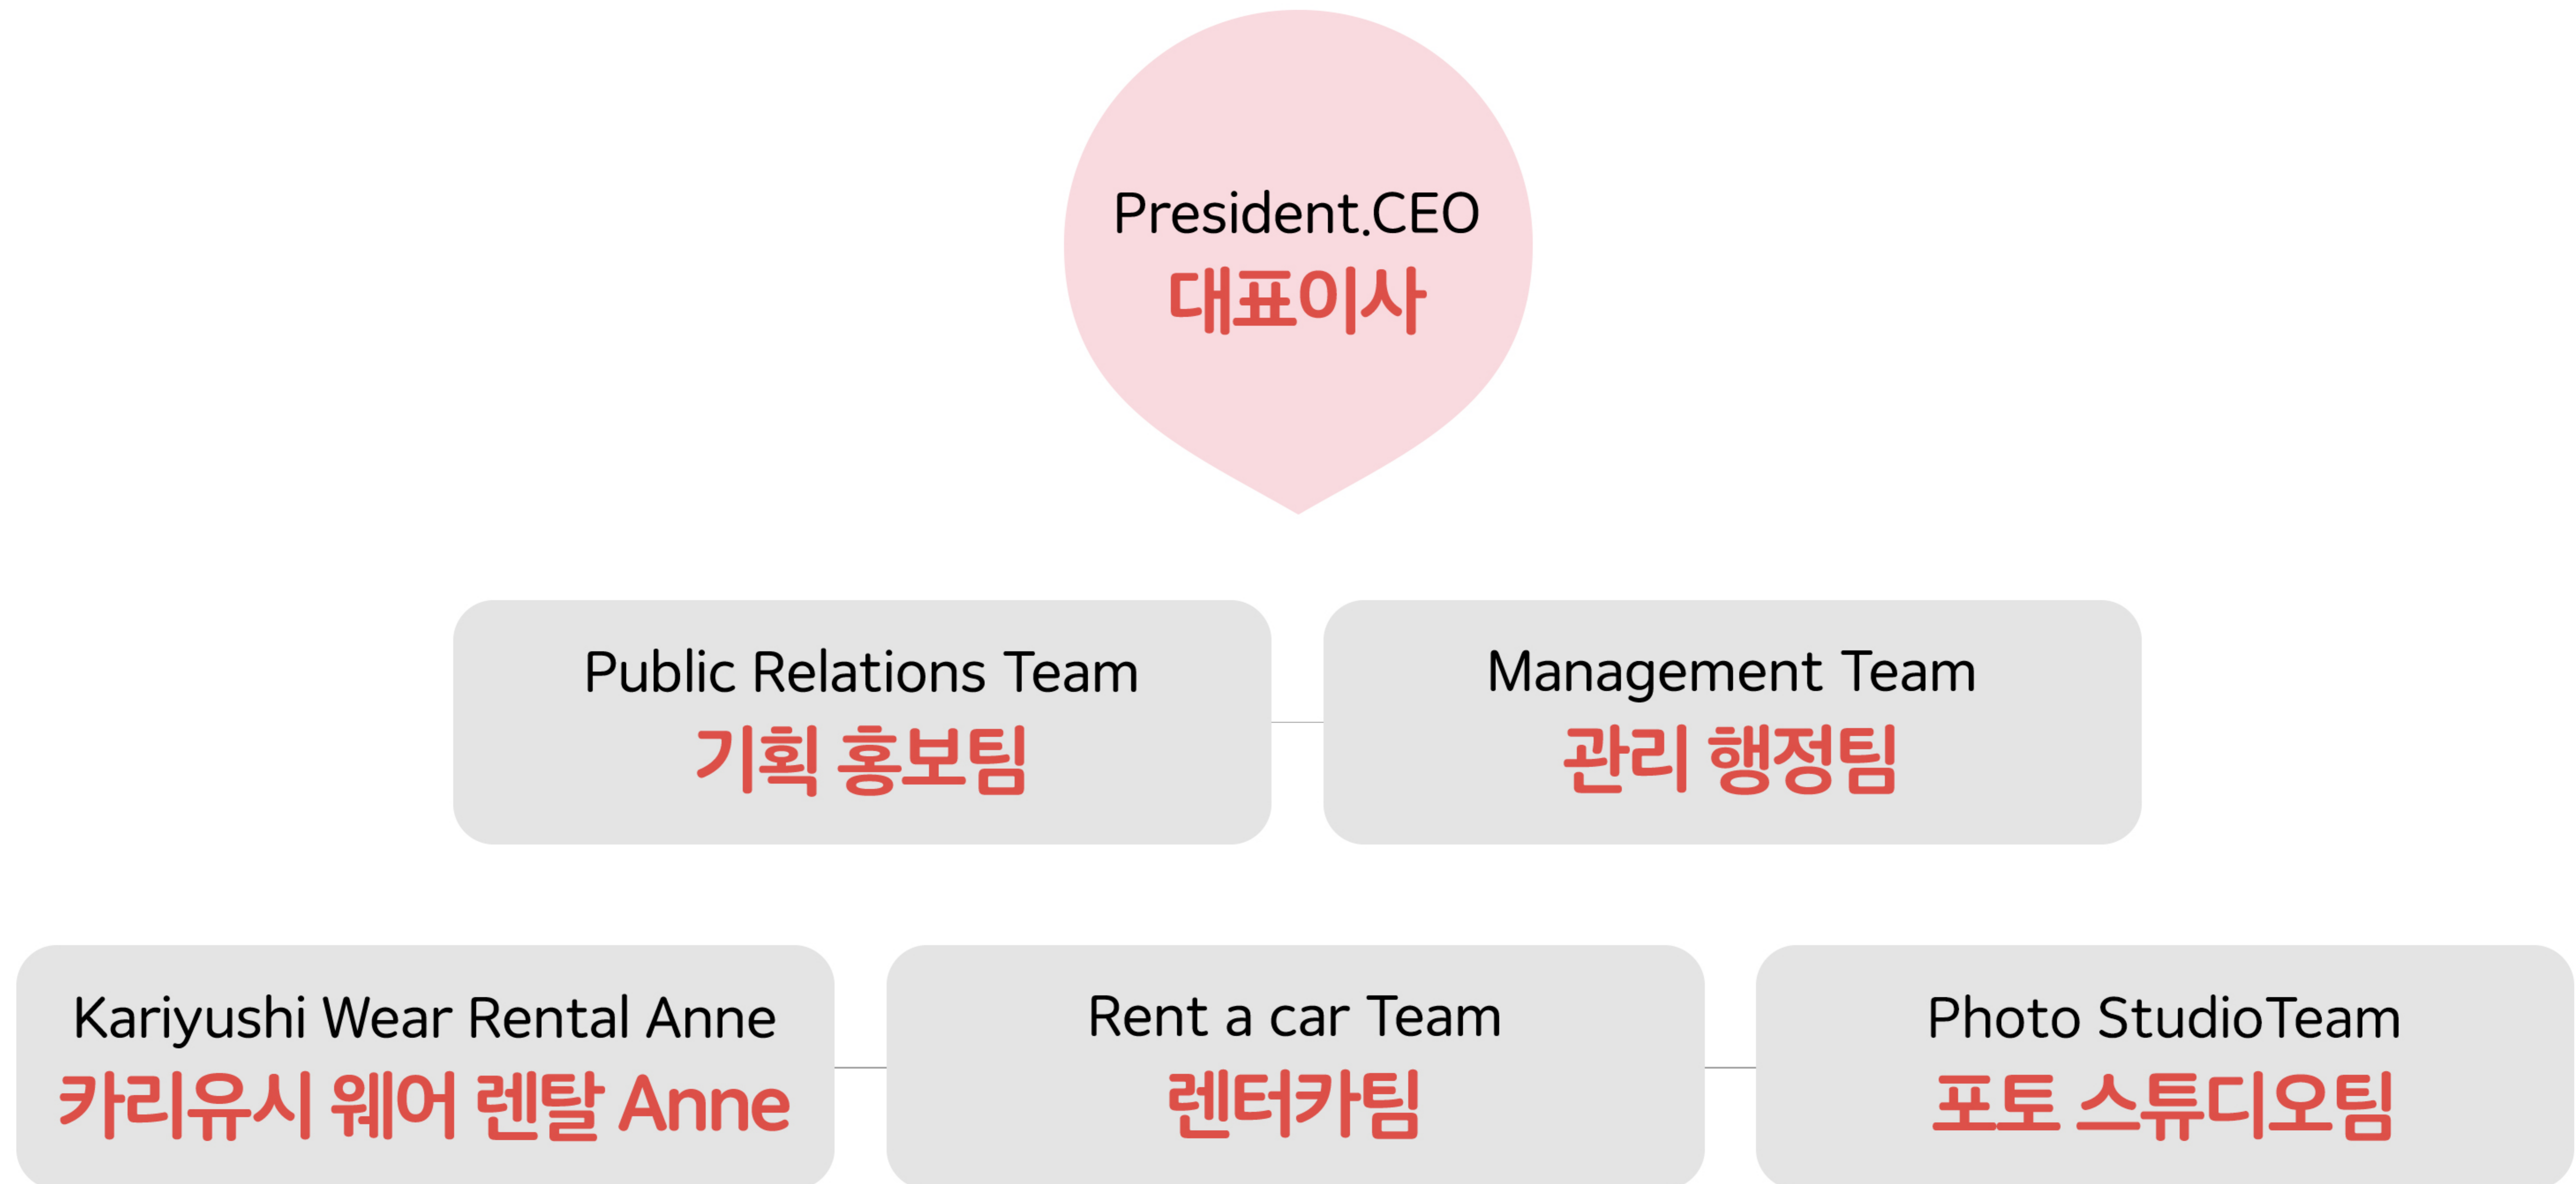 President.CEO
대표이사
Public Relations Team
기획 홍보팀
Management Team
관리 행정팀
Kariyushi Wear Rental Anne
카리유시 웨어 렌탈 Anne
Rent a car Team
렌터카팀
Photo StudioTeam
포토 스튜디오팀